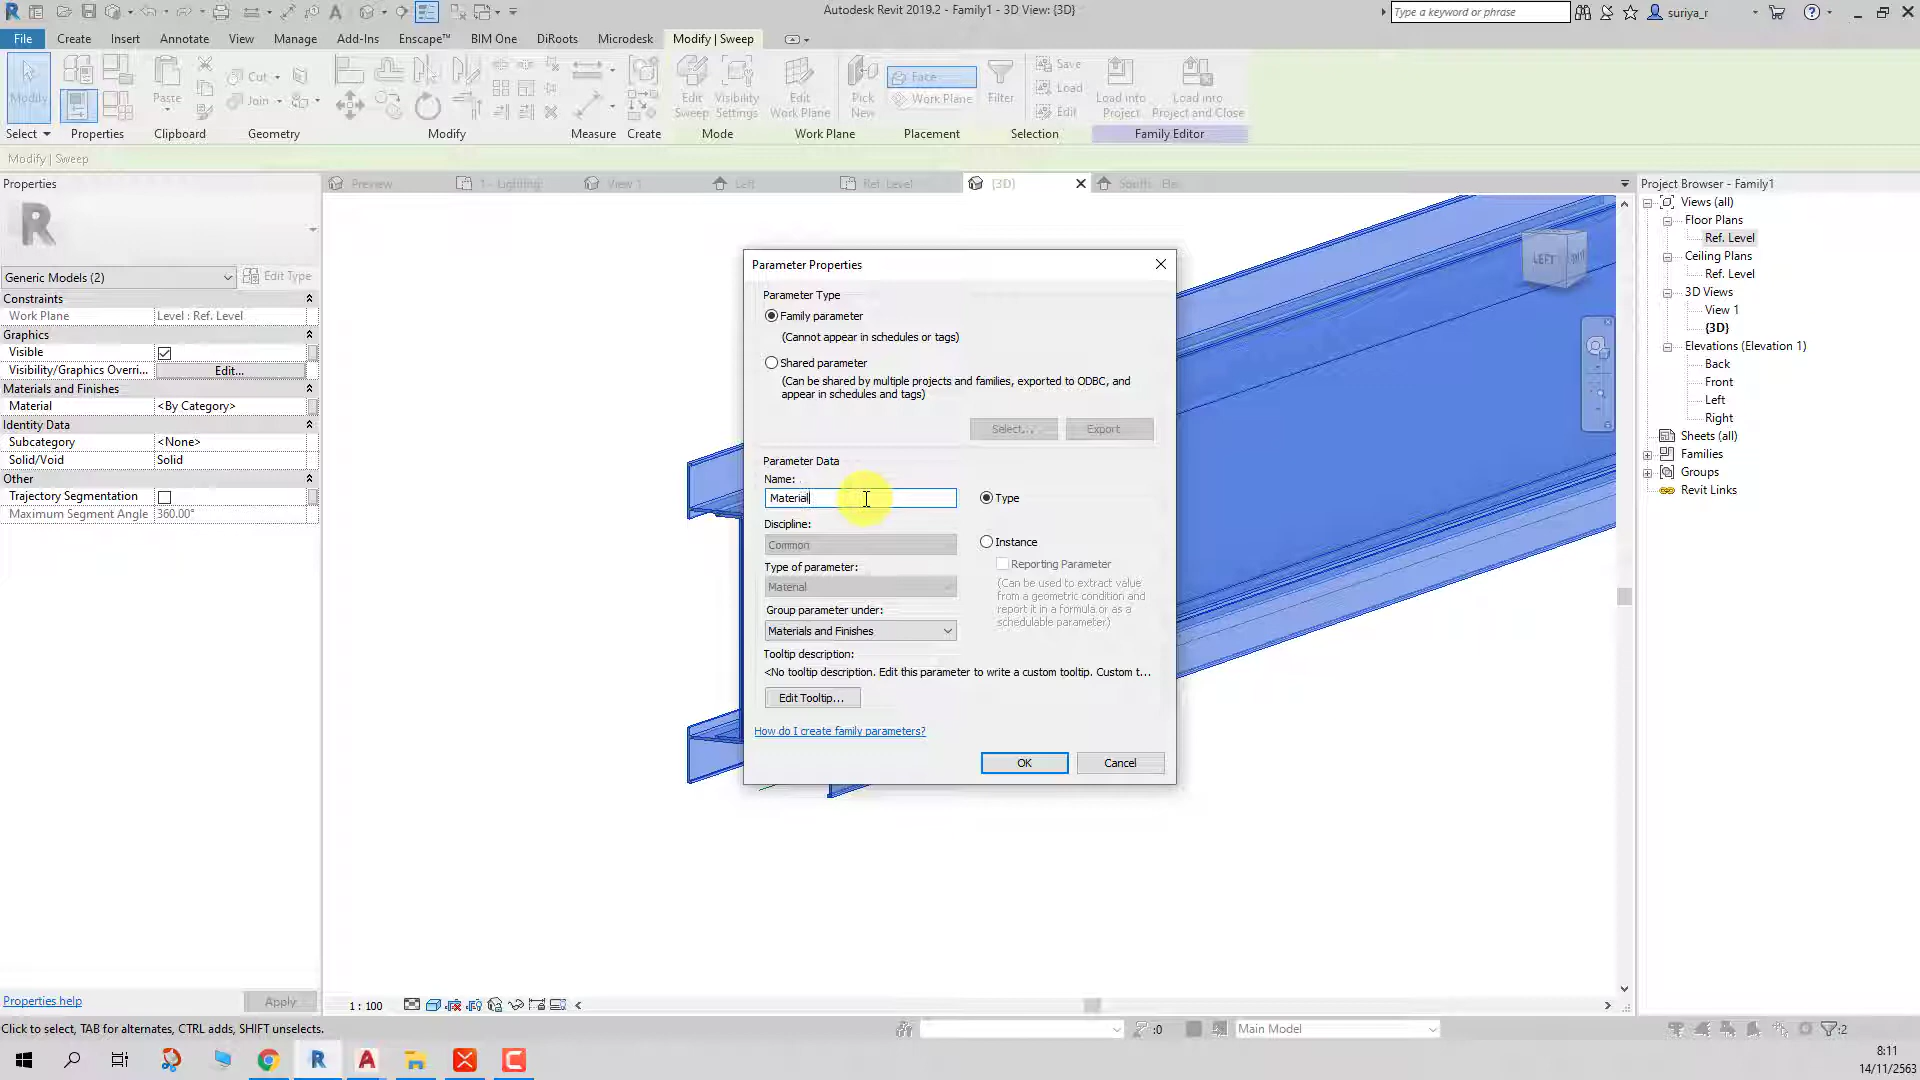 Autodesk Revit 2019.2 - Family1 - 3D View: {3D}
Type a keyword or phrase
suriya_r
File
Create
Insert
Annotate
View
Manage
Add-Ins
Enscape™
BIM One
DiRoots
Microdesk
Modify | Sweep
Modify
Paste
Cut
Join
Edit Sweep
Visibility Settings
Edit Work Plane
Pick New
Face
Work Plane
Filter
Save
Load
Edit
Load into Project
Load into Project and Close
Select
Properties
Clipboard
Geometry
Modify
Measure
Create
Mode
Work Plane
Placement
Selection
Family Editor
Modify | Sweep
Properties
Generic Models (2)
Edit Type
Constraints
Work Plane Level : Ref. Level
Graphics
Visible
Visibility/Graphics Overri... Edit...
Materials and Finishes
Material <By Category>
Identity Data
Subcategory <None>
Solid/Void Solid
Other
Trajectory Segmentation
Maximum Segment Angle 360.00°
Properties help
Apply
Preview
1 - Lighting
View 1
Left
Ref. Level
{3D}
South - Ele
LEFT
Parameter Properties
Parameter Type
Family parameter
(Cannot appear in schedules or tags)
Shared parameter
(Can be shared by multiple projects and families, exported to ODBC, and
appear in schedules and tags)
Select...
Export
Parameter Data
Name:
Material
Type
Discipline:
Common
Instance
Reporting Parameter
(Can be used to extract value
from a geometric condition and
report it in a formula or as a
schedulable parameter)
Type of parameter:
Material
Group parameter under:
Materials and Finishes
Tooltip description:
<No tooltip description. Edit this parameter to write a custom tooltip. Custom t...
Edit Tooltip...
How do I create family parameters?
OK
Cancel
Project Browser - Family1
Views (all)
Floor Plans
Ref. Level
Ceiling Plans
Ref. Level
3D Views
View 1
{3D}
Elevations (Elevation 1)
Back
Front
Left
Right
Sheets (all)
Families
Groups
Revit Links
1 : 100
Click to select, TAB for alternates, CTRL adds, SHIFT unselects.
:0
Main Model
:2
8:11
14/11/2563